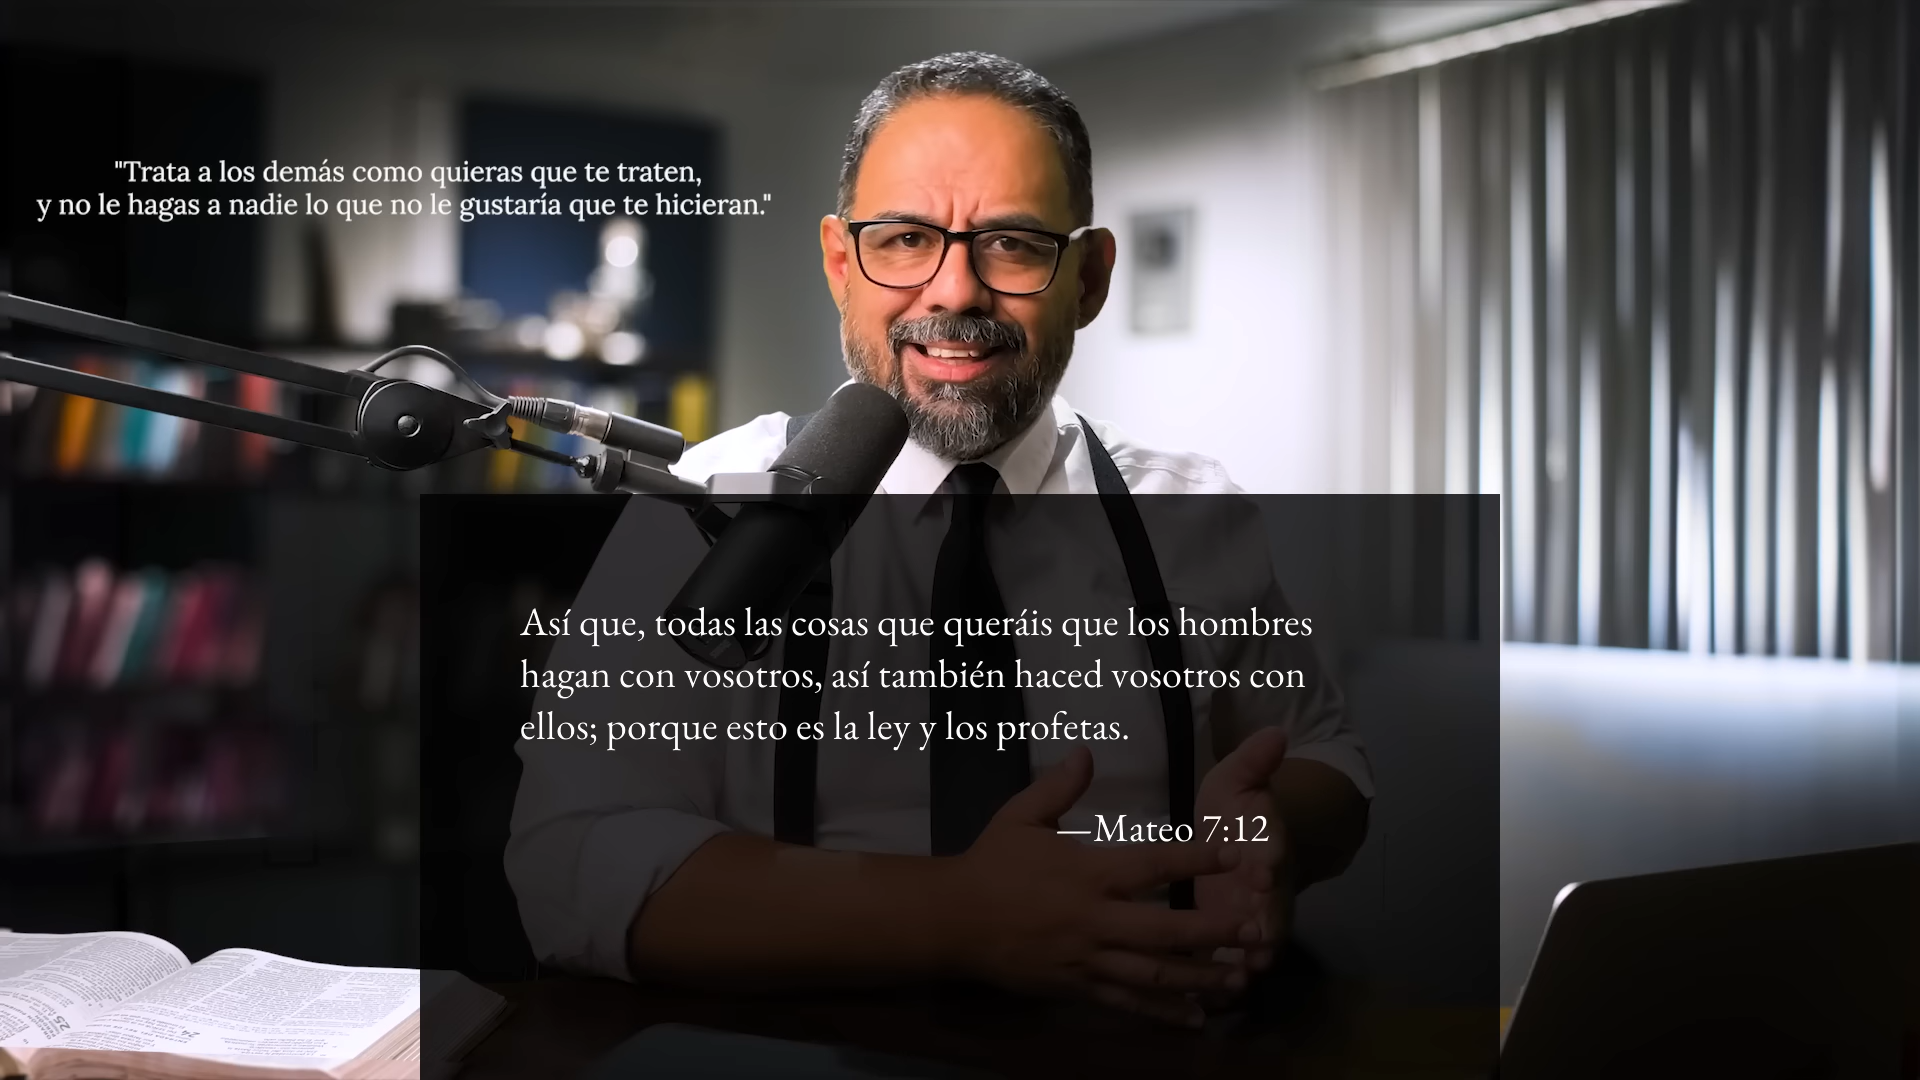 "Trata a los demás como quieras que te traten,
y no le hagas a nadie lo que no le gustaría que te hicieran."
Así que, todas las cosas que queráis que los hombres
hagan con vosotros, así también haced vosotros con
ellos; porque esto es la ley y los profetas.
—Mateo 7:12